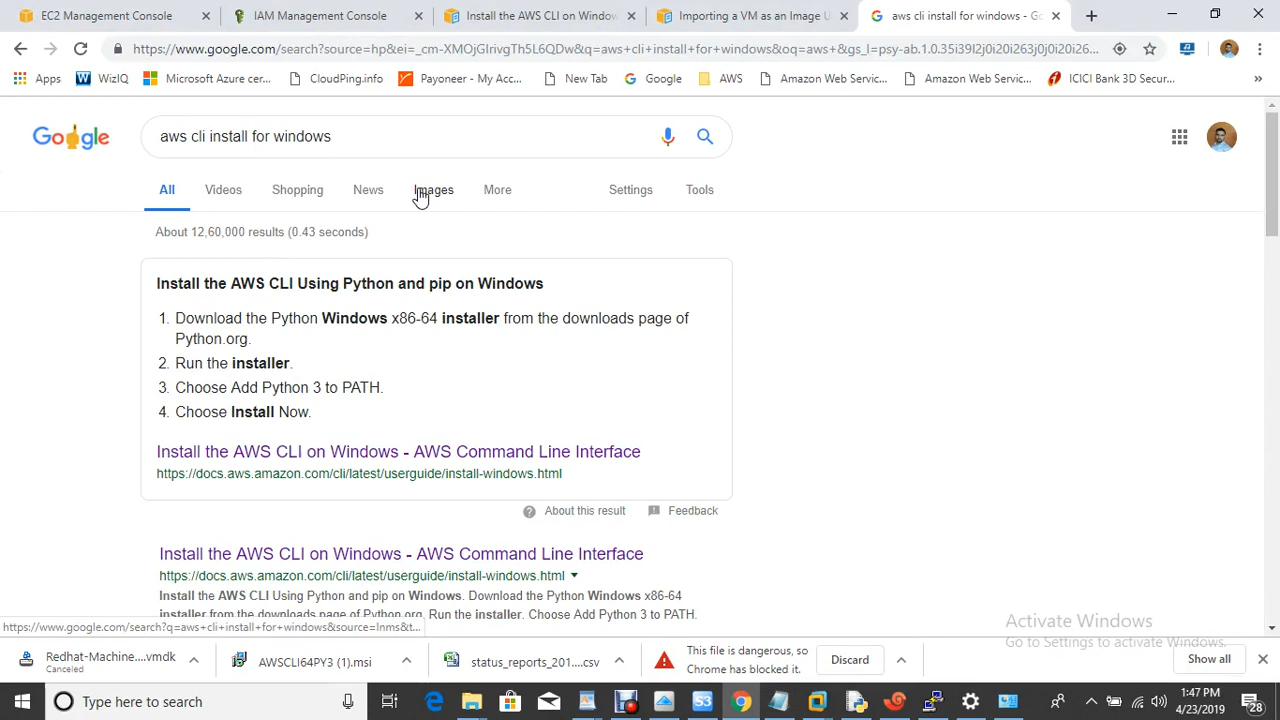 EC2 Management Console
IAM Management Console
Install the AWS CLI on Window
Importing a VM as an Image U
aws cli install for windows - Go
https://www.google.com/search?source=hp&ei=_cm-XMOjGIrivgTh5L6QDw&q=aws+cli+install+for+windows&oq=aws+&gs_l=psy-ab.1.0.35i39l2j0i20i263j0j0i20i26...
Apps
WizIQ
Microsoft Azure cer...
CloudPing.info
Payoneer - My Acc...
New Tab
Google
AWS
Amazon Web Servic...
Amazon Web Servic...
ICICI Bank 3D Secur...
»
aws cli install for windows
All
Videos
Shopping
News
Images
More
Settings
Tools
About 12,60,000 results (0.43 seconds)
Install the AWS CLI Using Python and pip on Windows
1. Download the Python Windows x86-64 installer from the downloads page of
Python.org.
2. Run the installer.
3. Choose Add Python 3 to PATH.
4. Choose Install Now.
Install the AWS CLI on Windows - AWS Command Line Interface
https://docs.aws.amazon.com/cli/latest/userguide/install-windows.html
About this result
Feedback
Install the AWS CLI on Windows - AWS Command Line Interface
https://docs.aws.amazon.com/cli/latest/userguide/install-windows.html
Install the AWS CLI Using Python and pip on Windows. Download the Python Windows x86-64
installer from the downloads page of Python.org. Run the installer. Choose Add Python 3 to PATH.
https://www.google.com/search?q=aws+cli+install+for+windows&source=lnms&t...
Activate Windows
Go to Settings to activate Windows.
Redhat-Machine....vmdk
Canceled
AWSCLI64PY3 (1).msi
status_reports_201....csv
This file is dangerous, so
Chrome has blocked it.
Discard
Show all
Type here to search
1:47 PM
4/23/2019
28